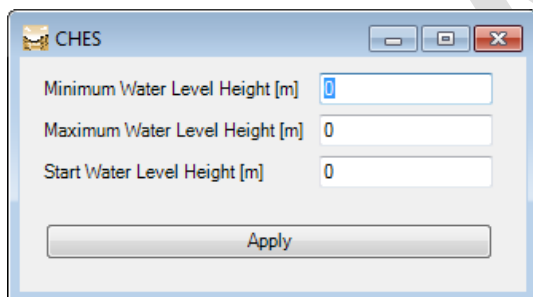 CHES
Minimum Water Level Height [m] 0
Maximum Water Level Height [m] 0
Start Water Level Height [m] 0
Apply